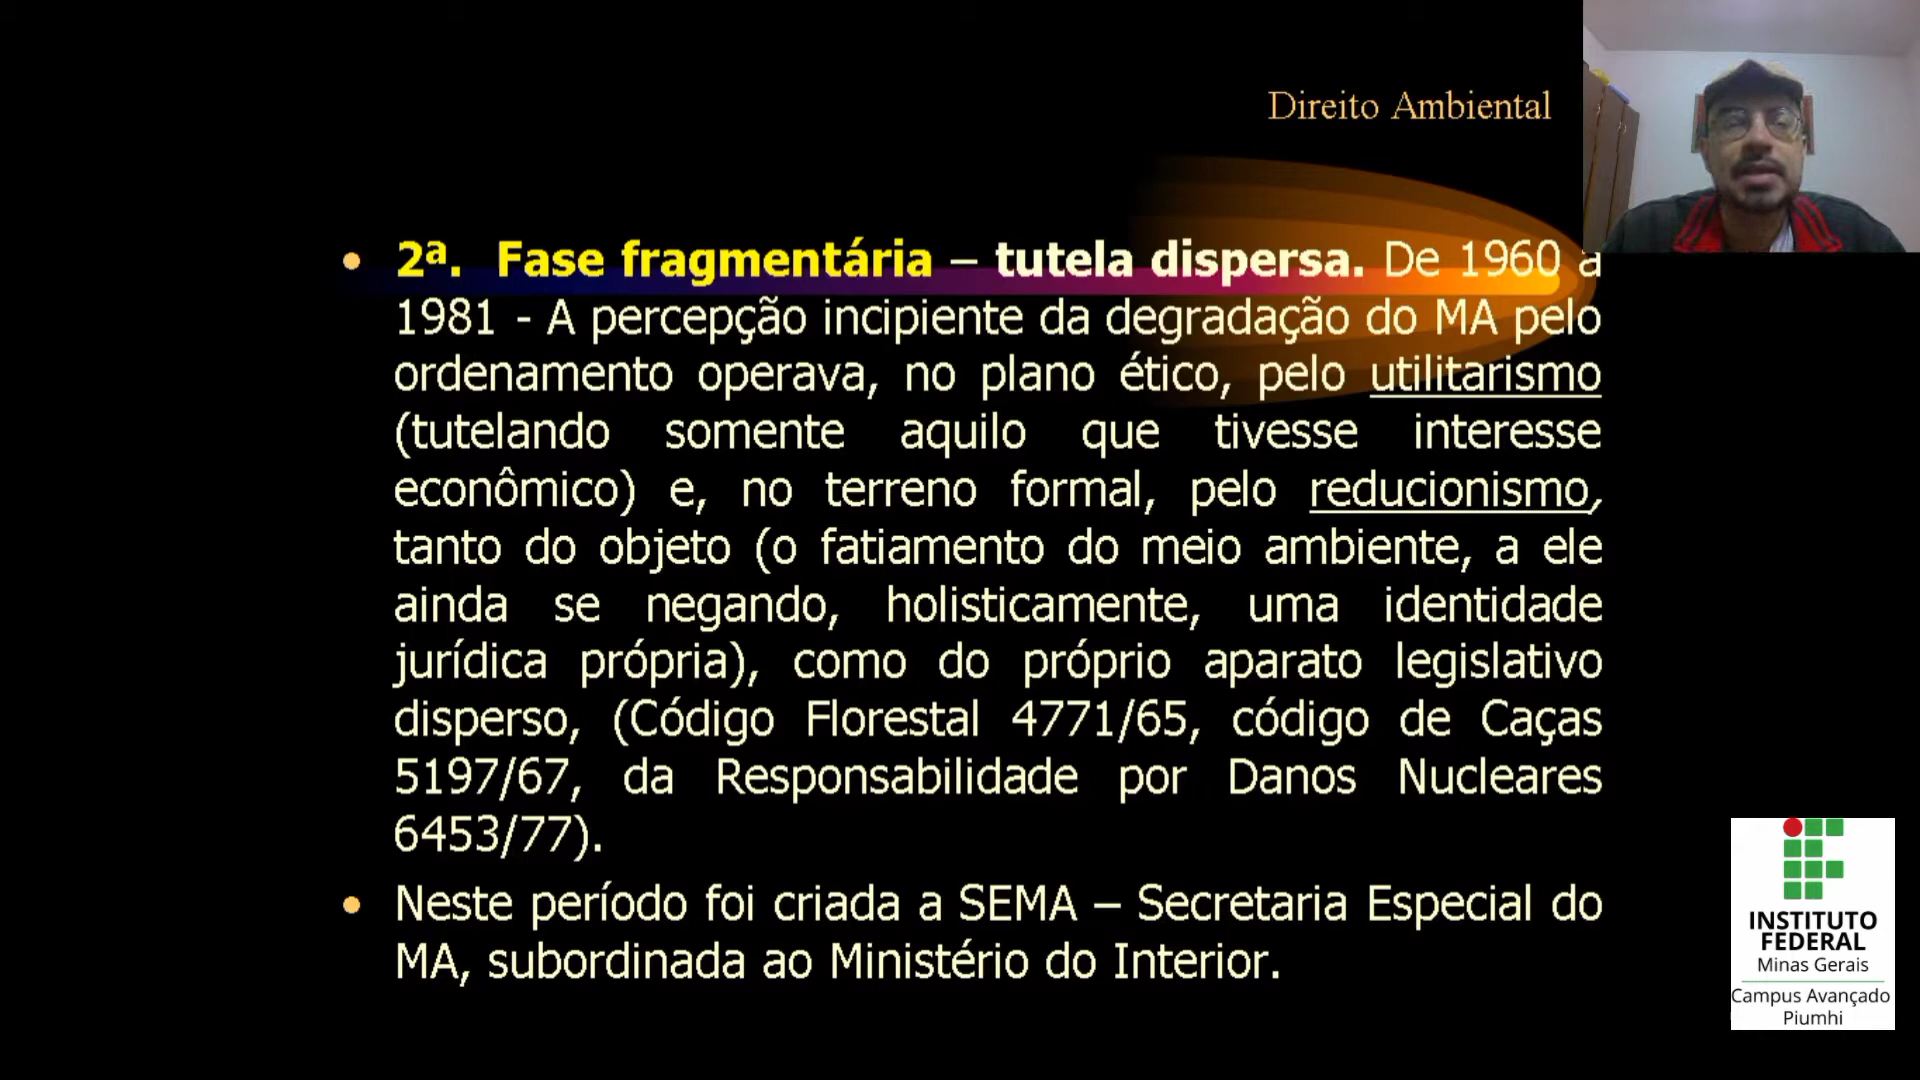 Direito Ambiental
• 2ª. Fase fragmentária – tutela dispersa. De 1960 a
1981 - A percepção incipiente da degradação do MA pelo
ordenamento operava, no plano ético, pelo utilitarismo
(tutelando somente aquilo que tivesse interesse
econômico) e, no terreno formal, pelo reducionismo,
tanto do objeto (o fatiamento do meio ambiente, a ele
ainda se negando, holisticamente, uma identidade
jurídica própria), como do próprio aparato legislativo
disperso, (Código Florestal 4771/65, código de Caças
5197/67, da Responsabilidade por Danos Nucleares
6453/77).
• Neste período foi criada a SEMA – Secretaria Especial do
MA, subordinada ao Ministério do Interior.
INSTITUTO
FEDERAL
Minas Gerais
Campus Avançado
Piumhi